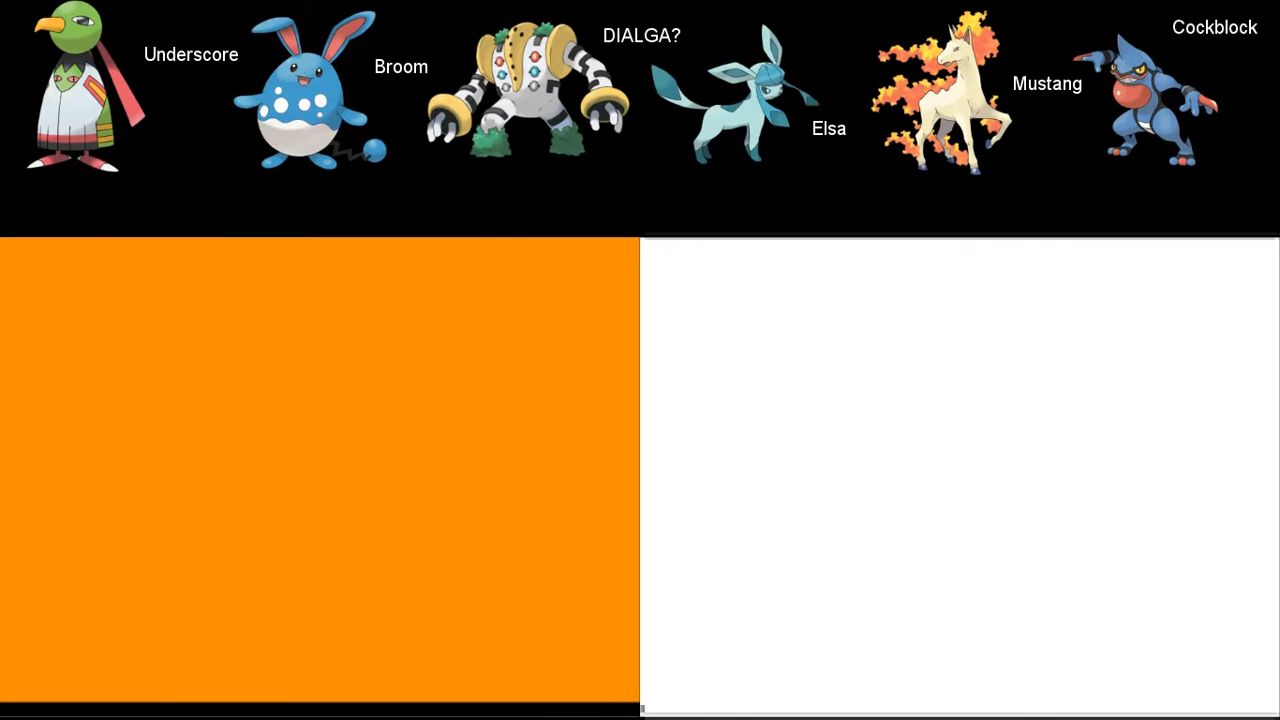 Underscore
Broom
DIALGA?
Elsa
Mustang
Cockblock